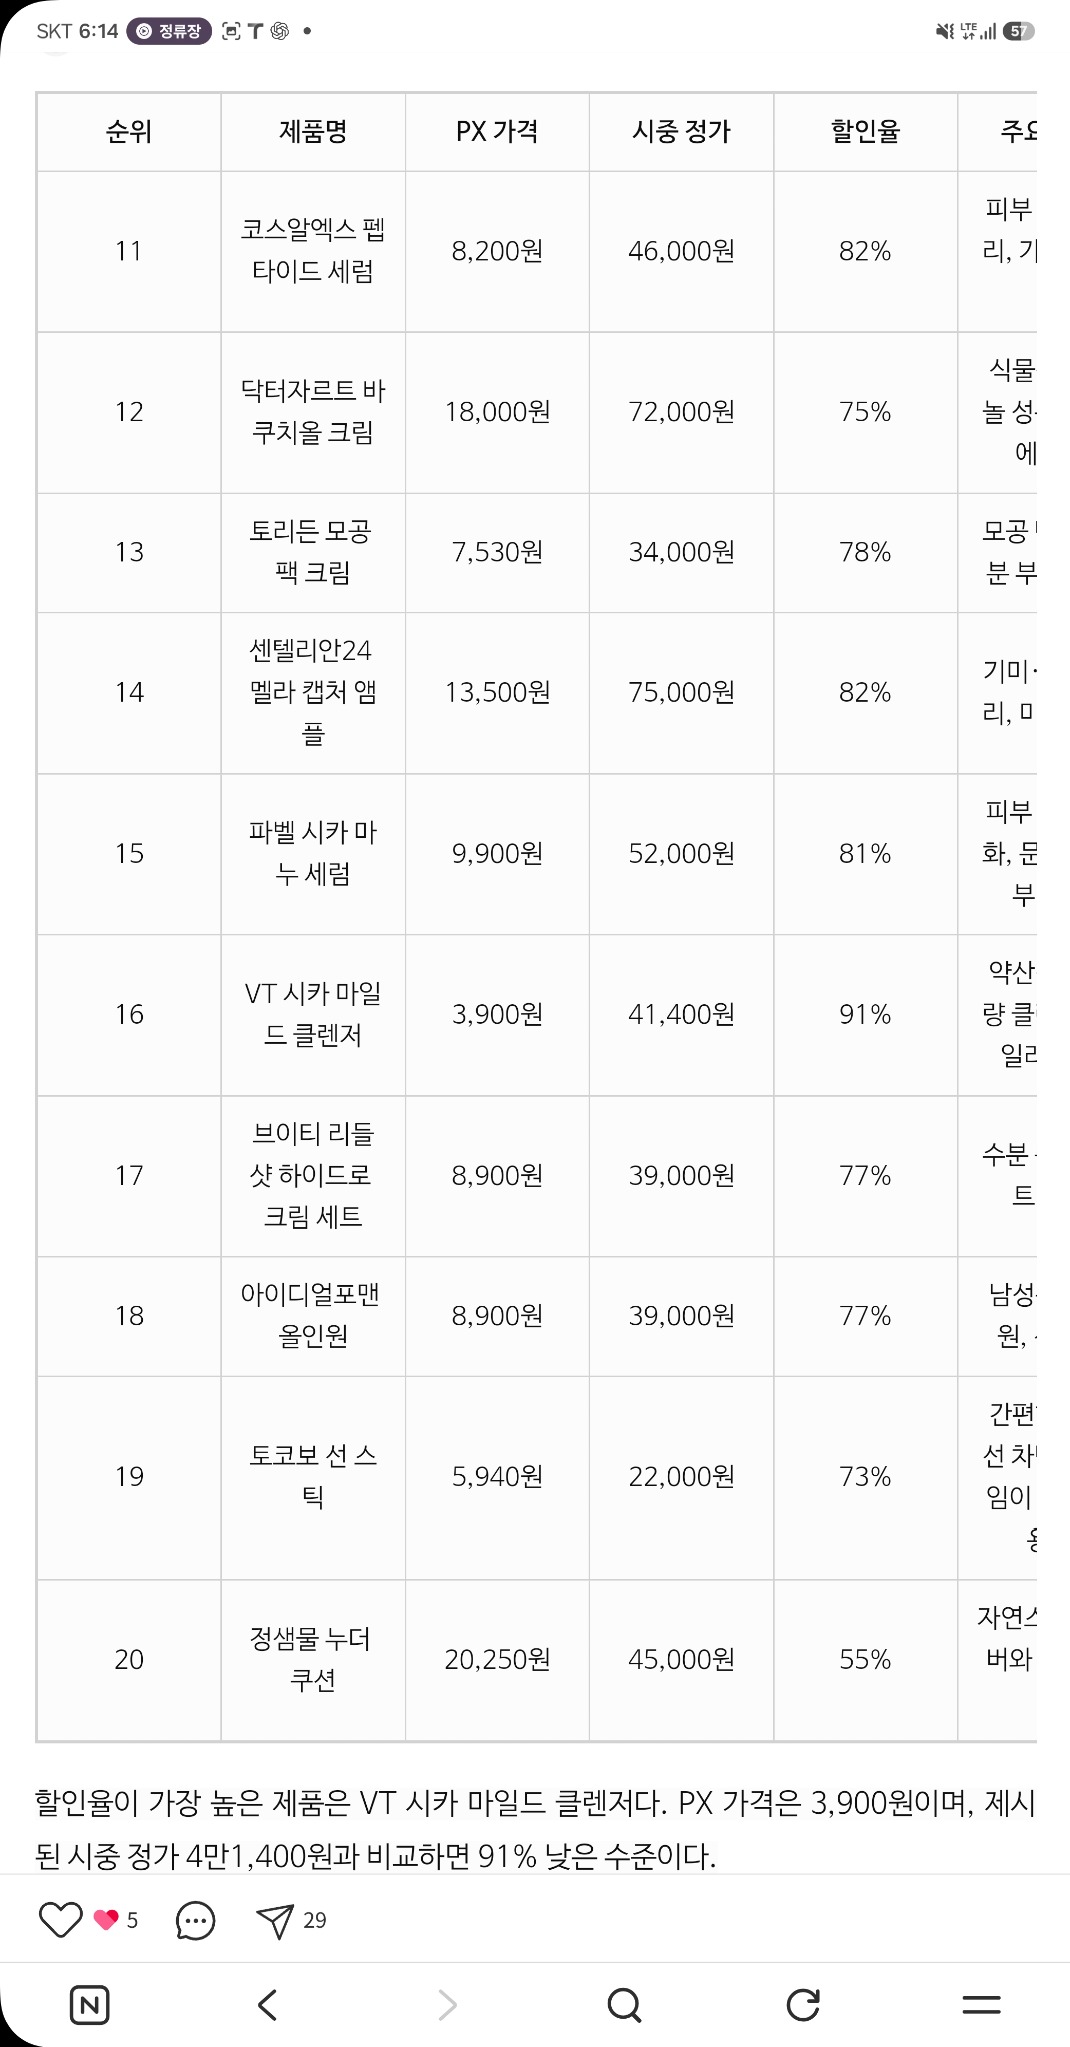 SKT 6:14 정류장
LTE 57
순위 제품명 PX 가격 시중 정가 할인율
11 코스알엑스 펩
타이드 세럼 8,200원 46,000원 82% 피부
리,
12 닥터자르트 바
쿠치올 크림 18,000원 72,000원 75% 식물
놀
에
13 토리든 모공
팩 크림 7,530원 34,000원 78% 모공
분 부
14 센텔리안24
멜라 캡처 앰
플 13,500원 75,000원 82% 기미
리,
15 파벨 시카 마
누 세럼 9,900원 52,000원 81% 피부
화,
부
16 VT 시카 마일
드 클렌저 3,900원 41,400원 91% 약산
량
17 브이티 리들
샷 하이드로
크림 세트 8,900원 39,000원 77% 수분
트
18 아이디얼포맨
올인원 8,900원 39,000원 77% 남성
원,
19 토코보 선 스
틱 5,940원 22,000원 73% 간편
선
임이
20 정샘물 누더
쿠션 20,250원 45,000원 55% 자연
버와
할인율이 가장 높은 제품은 VT 시카 마일드 클렌저다. PX 가격은 3,900원이며, 제시
된 시중 정가 4만1,400원과 비교하면 91% 낮은 수준이다.
5 29
N